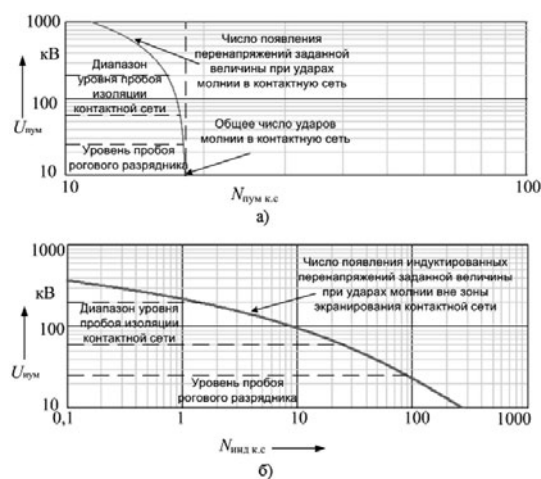 1000
кВ
100
Uпум
10
Число появления
перенапряжений заданной
величины при ударах
молнии в контактную сеть
Диапазон
уровня пробоя
изоляции
контактной сети
Общее число ударов
молнии в контактную сеть
Уровень пробоя
рогового разрядника
10
100
Nпум к.с
а)
1000
кВ
100
Uпум
10
Число появления индуктированных
перенапряжений заданной величины
при ударах молнии вне зоны
экранирования контактной сети
Диапазон уровня
пробоя изоляции
контактной сети
Уровень пробоя
рогового разрядника
0,1
1
10
100
1000
Nинд к.с
б)